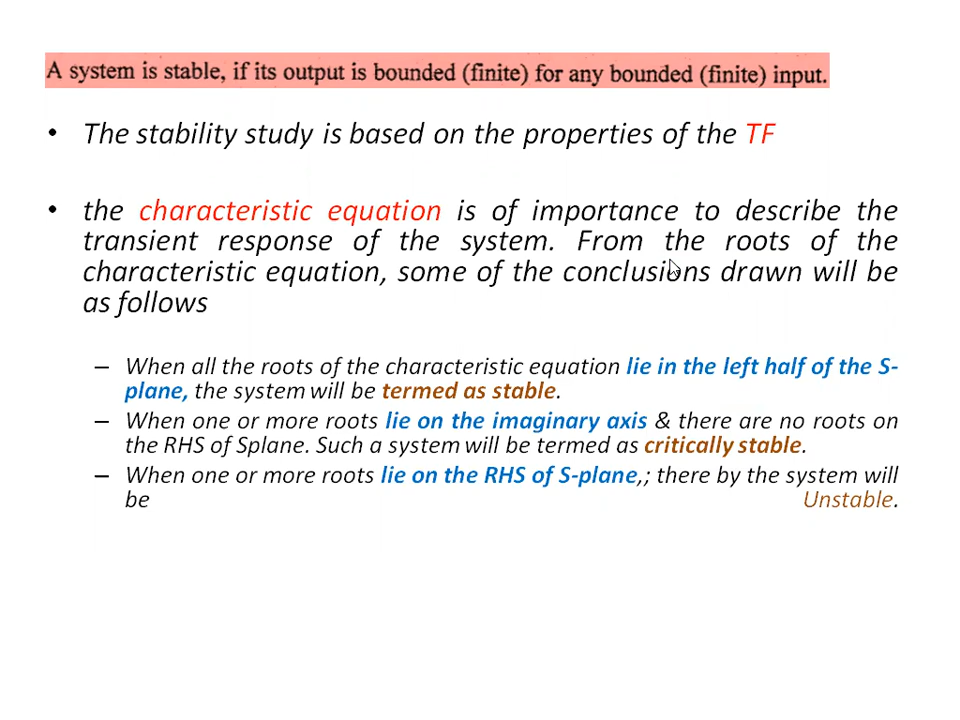 A system is stable, if its output is bounded (finite) for any bounded (finite) input.
• The stability study is based on the properties of the TF
• the characteristic equation is of importance to describe the
transient response of the system. From the roots of the
characteristic equation, some of the conclusions drawn will be
as follows
– When all the roots of the characteristic equation lie in the left half of the S-
plane, the system will be termed as stable.
– When one or more roots lie on the imaginary axis & there are no roots on
the RHS of Splane. Such a system will be termed as critically stable.
– When one or more roots lie on the RHS of S-plane,; there by the system will
be Unstable.